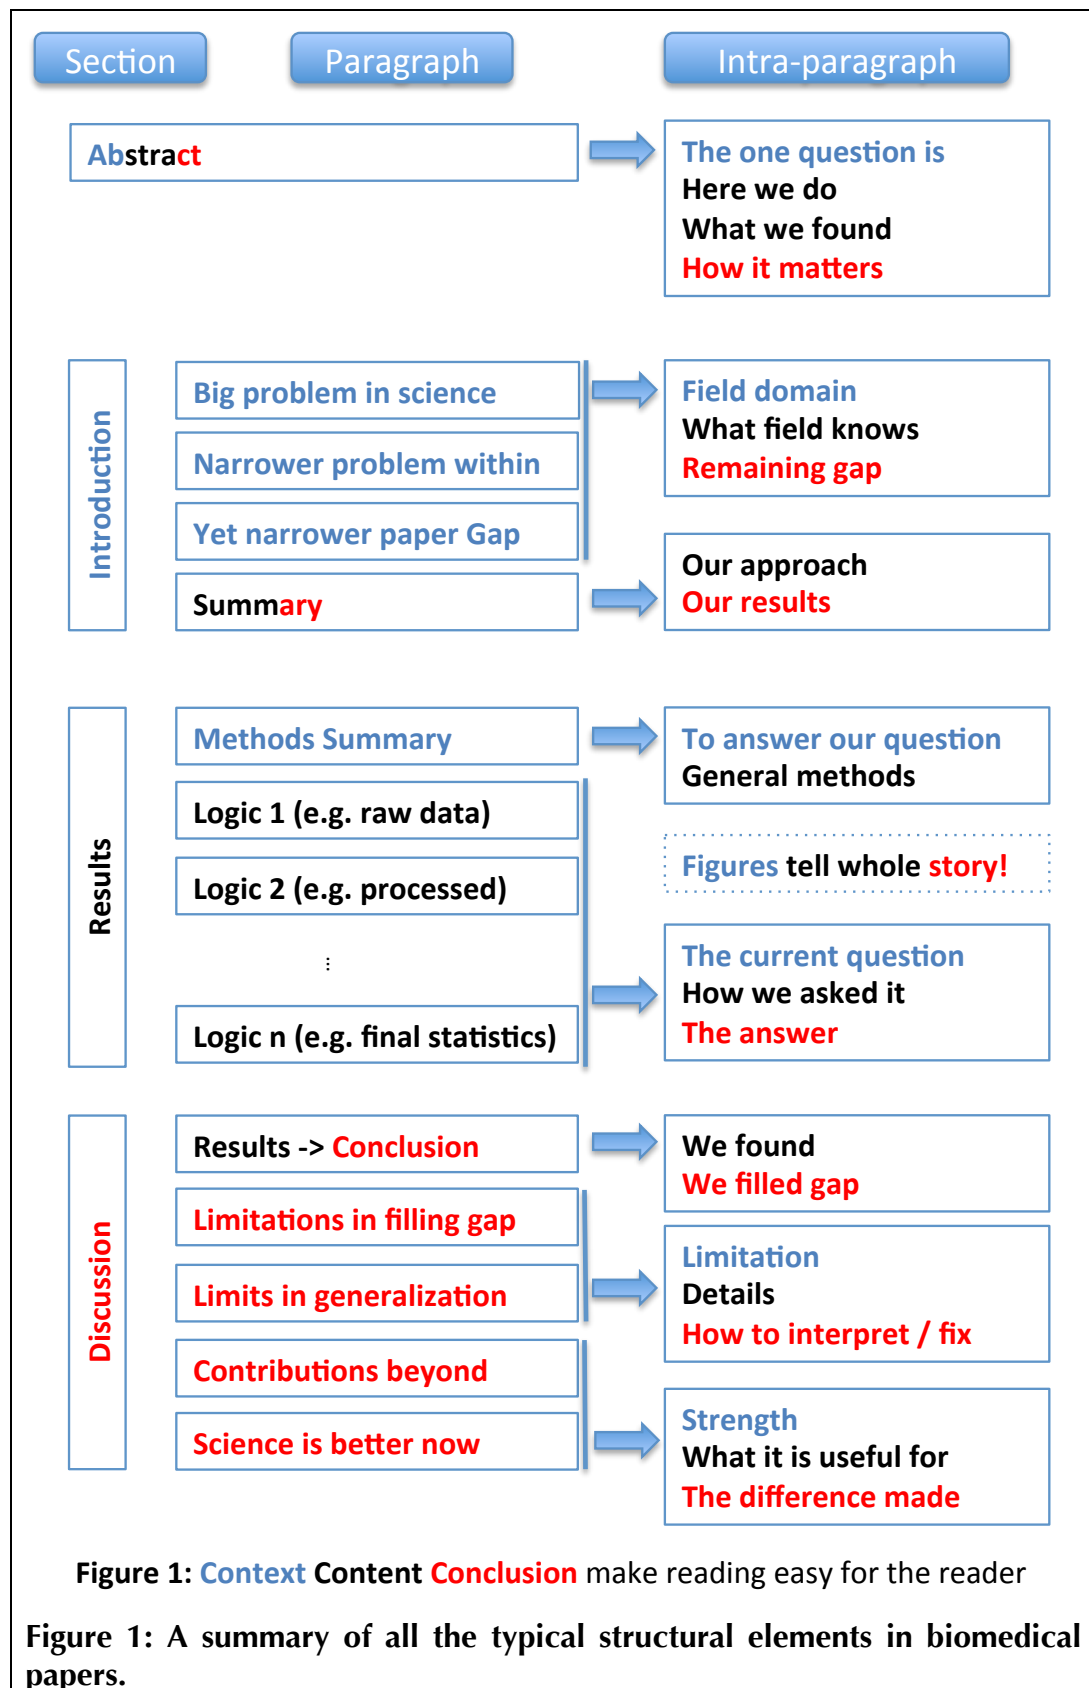 Section Paragraph Intra-paragraph
Abstract
The one question is
Here we do
What we found
How it matters
Introduction
Big problem in science
Narrower problem within
Yet narrower paper Gap
Summary
Field domain
What field knows
Remaining gap
Our approach
Our results
Results
Methods Summary
Logic 1 (e.g. raw data)
Logic 2 (e.g. processed)
...
Logic n (e.g. final statistics)
To answer our question
General methods
Figures tell whole story!
The current question
How we asked it
The answer
Discussion
Results -> Conclusion
Limitations in filling gap
Limits in generalization
Contributions beyond
Science is better now
We found
We filled gap
Limitation
Details
How to interpret / fix
Strength
What it is useful for
The difference made
Figure 1: Context Content Conclusion make reading easy for the reader
Figure 1: A summary of all the typical structural elements in biomedical
papers.